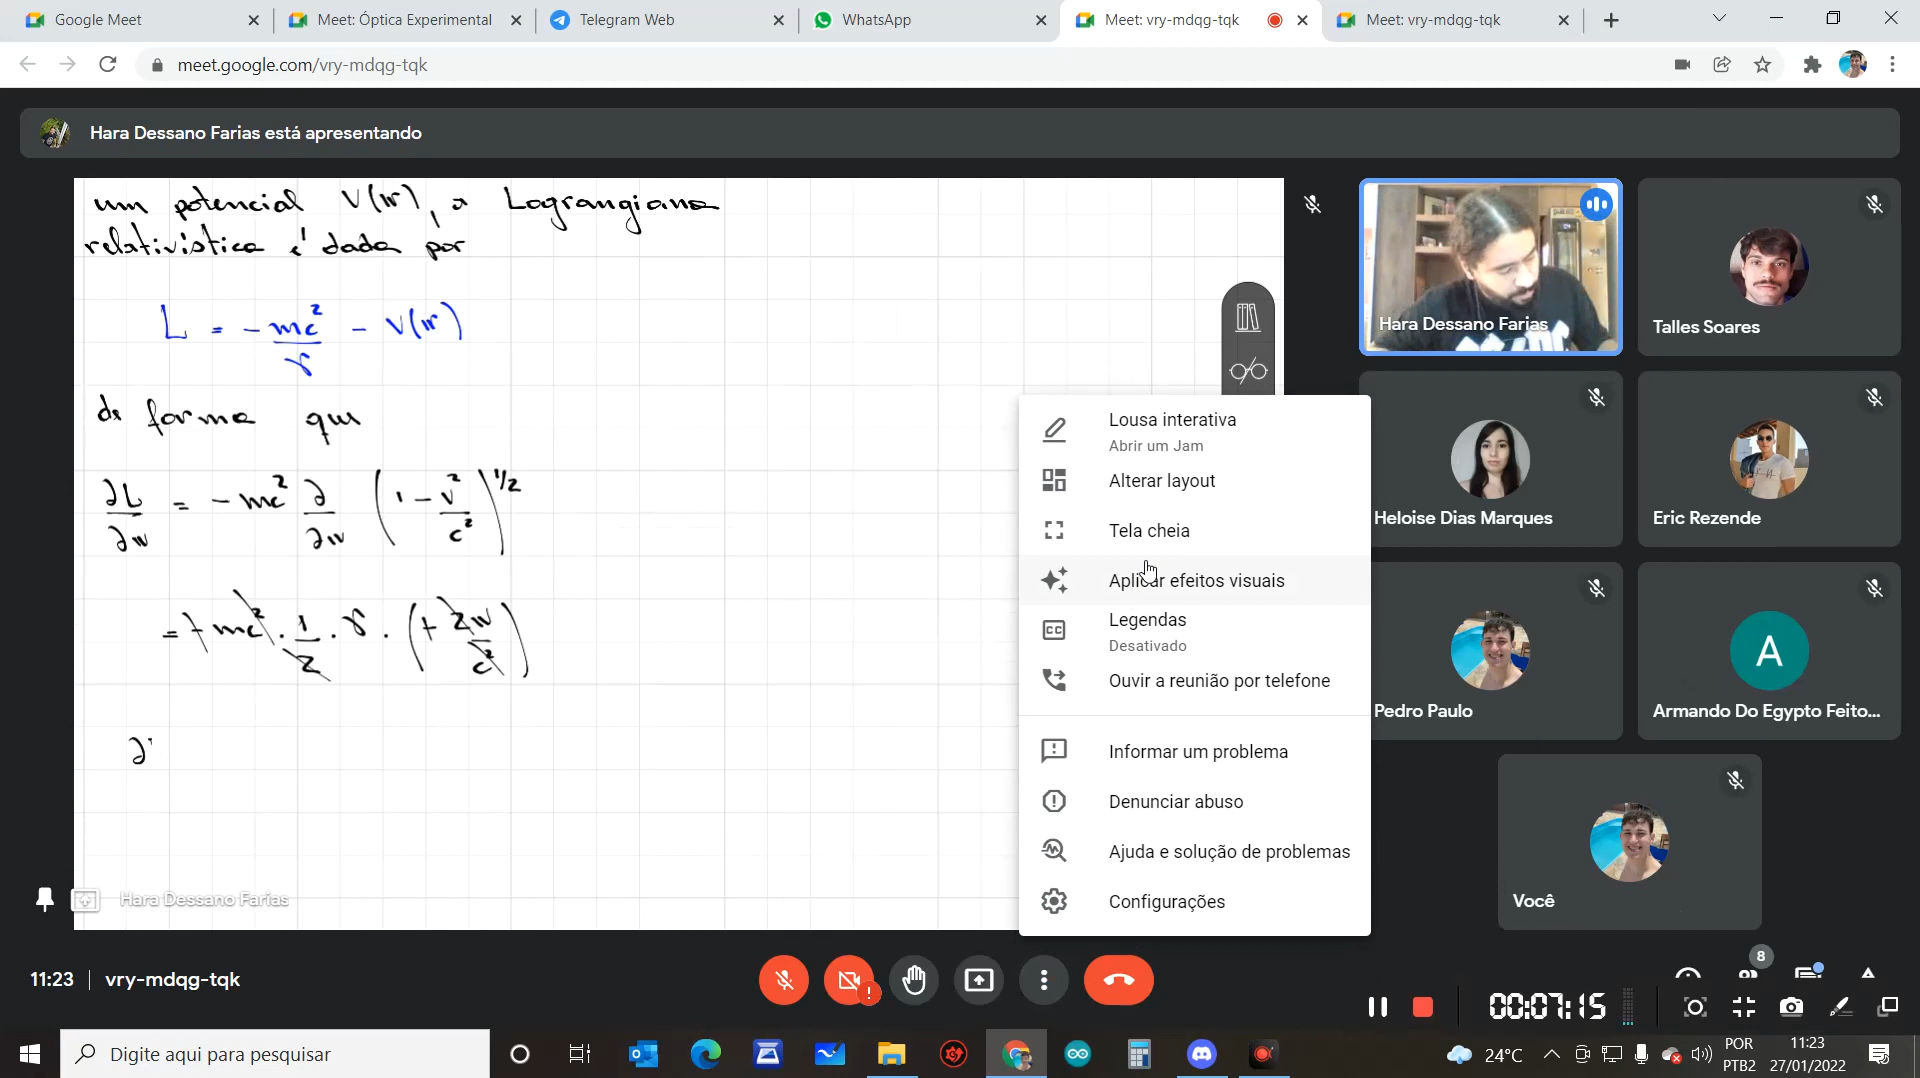 Google Meet
Meet: Óptica Experimental
Telegram Web
WhatsApp
Meet: vry-mdqg-tqk
Meet: vry-mdqg-tqk
meet.google.com/vry-mdqg-tqk
Hara Dessano Farias está apresentando
um potencial V(r), a Lagrangiana
relativística é dada por
L = -mc²/γ - V(r)
de forma que
∂L/∂v = -mc² ∂/∂v (1 - v²/c²)^1/2
= + mc² . 1/2 . γ . (+ 2v/c²)
∂
Hara Dessano Farias
Lousa interativa
Abrir um Jam
Alterar layout
Tela cheia
Aplicar efeitos visuais
Legendas
Desativado
Ouvir a reunião por telefone
Informar um problema
Denunciar abuso
Ajuda e solução de problemas
Configurações
Hara Dessano Farias
Talles Soares
Heloise Dias Marques
Eric Rezende
Pedro Paulo
A
Armando Do Egypto Feito...
Você
11:23 | vry-mdqg-tqk
8
00:07:15
Digite aqui para pesquisar
24°C
POR
PTB2
11:23
27/01/2022